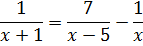 1/(x + 1) = 7/(x − 5) − 1/x